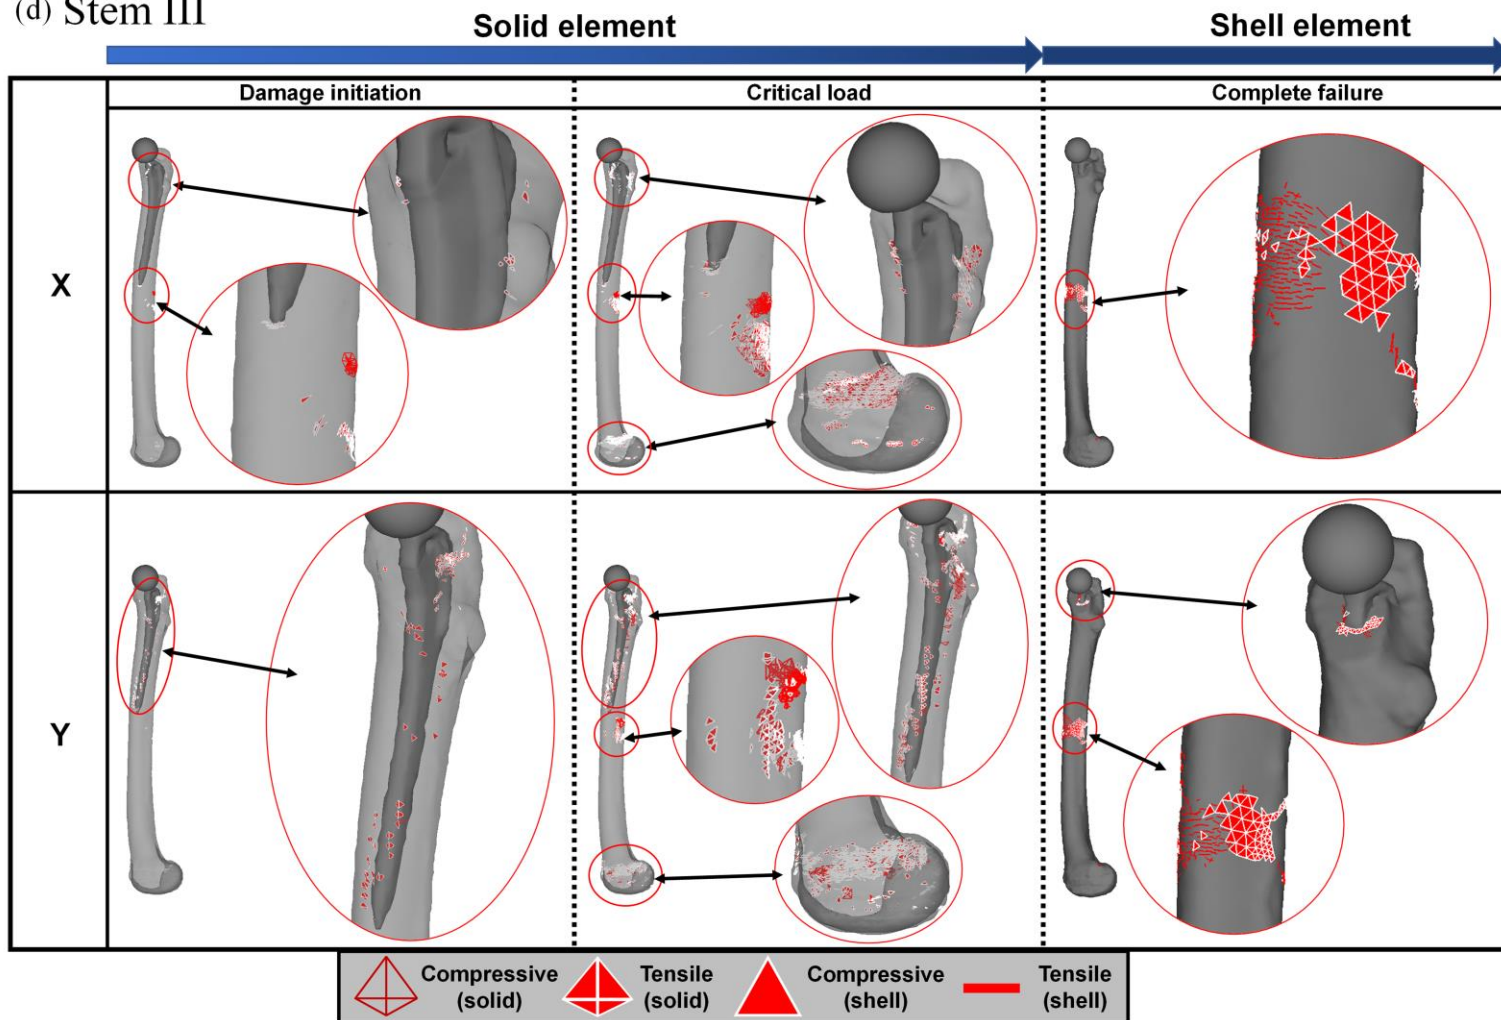 (d) Stem III
Solid element
Shell element
Damage initiation
Critical load
Complete failure
X
Y
Compressive
(solid)
Tensile
(solid)
Compressive
(shell)
Tensile
(shell)